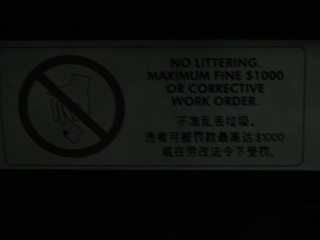 NO LITTERING.
MAXIMUM FINE $1000
OR CORRECTIVE
WORK ORDER.
不准乱丢垃圾。
违者可被罚款最高达$1000
或在劳改法令下受罚。